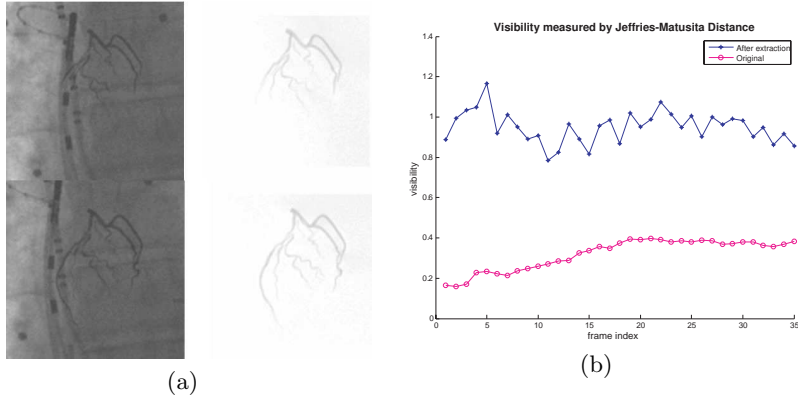 Visibility measured by Jeffries-Matusita Distance
After extraction
Original
visibility
1.4
1.2
1
0.8
0.6
0.4
0.2
0
0 5 10 15 20 25 30 35
frame index
(a)
(b)